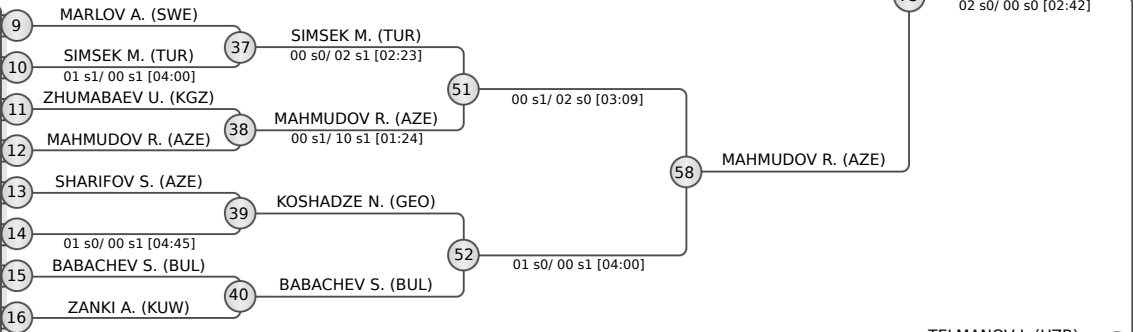 02 s0/ 00 s0 [02:42]
9
MARLOV A. (SWE)
37
SIMSEK M. (TUR)
00 s0/ 02 s1 [02:23]
10
SIMSEK M. (TUR)
01 s1/ 00 s1 [04:00]
51
00 s1/ 02 s0 [03:09]
11
ZHUMABAEV U. (KGZ)
38
MAHMUDOV R. (AZE)
00 s1/ 10 s1 [01:24]
12
MAHMUDOV R. (AZE)
58
MAHMUDOV R. (AZE)
13
SHARIFOV S. (AZE)
39
KOSHADZE N. (GEO)
14
01 s0/ 00 s1 [04:45]
52
01 s0/ 00 s1 [04:00]
15
BABACHEV S. (BUL)
40
BABACHEV S. (BUL)
16
ZANKI A. (KUW)